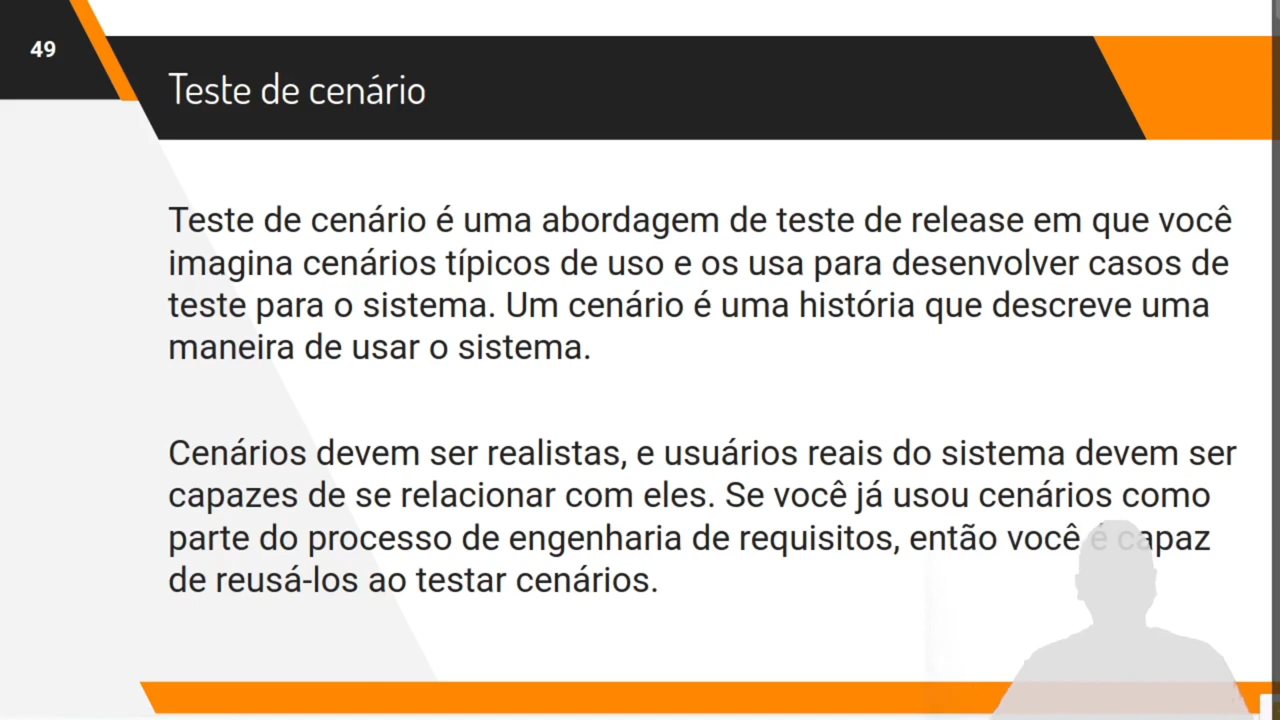 49
Teste de cenário
Teste de cenário é uma abordagem de teste de release em que você
imagina cenários típicos de uso e os usa para desenvolver casos de
teste para o sistema. Um cenário é uma história que descreve uma
maneira de usar o sistema.
Cenários devem ser realistas, e usuários reais do sistema devem ser
capazes de se relacionar com eles. Se você já usou cenários como
parte do processo de engenharia de requisitos, então você é capaz
de reusá-los ao testar cenários.